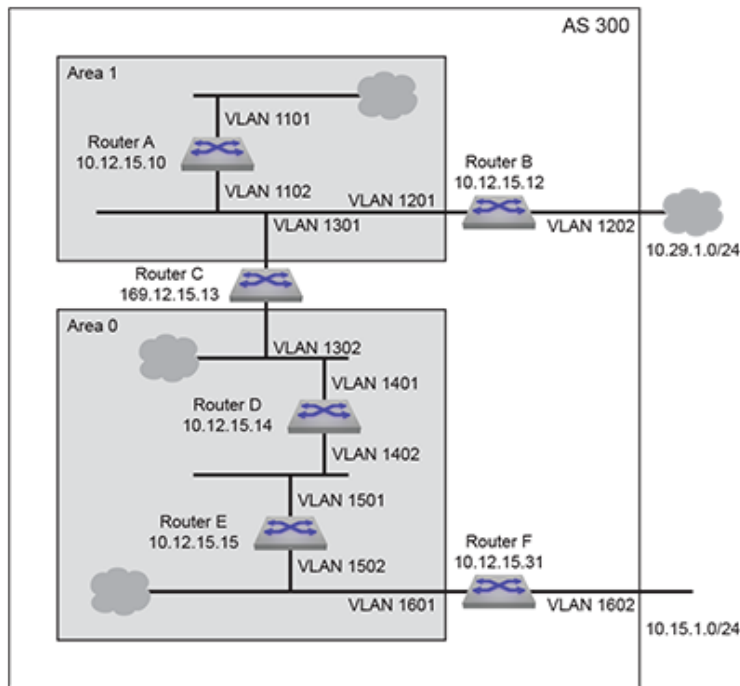 AS 300
Area 1
VLAN 1101
Router A
10.12.15.10
VLAN 1102
VLAN 1201
Router B
10.12.15.12
VLAN 1202
10.29.1.0/24
VLAN 1301
Router C
169.12.15.13
Area 0
VLAN 1302
VLAN 1401
Router D
10.12.15.14
VLAN 1402
VLAN 1501
Router E
10.12.15.15
VLAN 1502
VLAN 1601
Router F
10.12.15.31
VLAN 1602
10.15.1.0/24